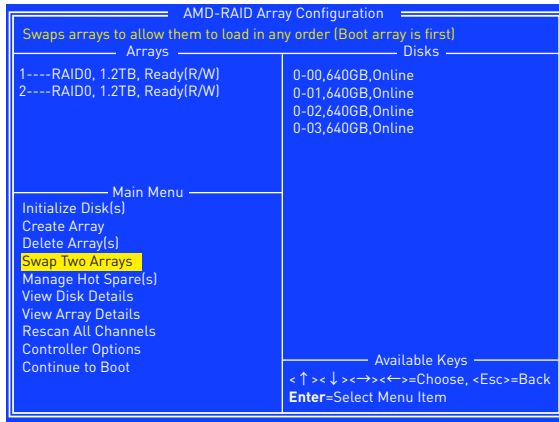 AMD-RAID Array Configuration
Swaps arrays to allow them to load in any order (Boot array is first)
Arrays
1----RAID0, 1.2TB, Ready(R/W)
2----RAID0, 1.2TB, Ready(R/W)
Disks
0-00,640GB,Online
0-01,640GB,Online
0-02,640GB,Online
0-03,640GB,Online
Main Menu
Initialize Disk(s)
Create Array
Delete Array(s)
Swap Two Arrays
Manage Hot Spare(s)
View Disk Details
View Array Details
Rescan All Channels
Controller Options
Continue to Boot
Available Keys
<↑><↓><→><←>=Choose, <Esc>=Back
Enter=Select Menu Item